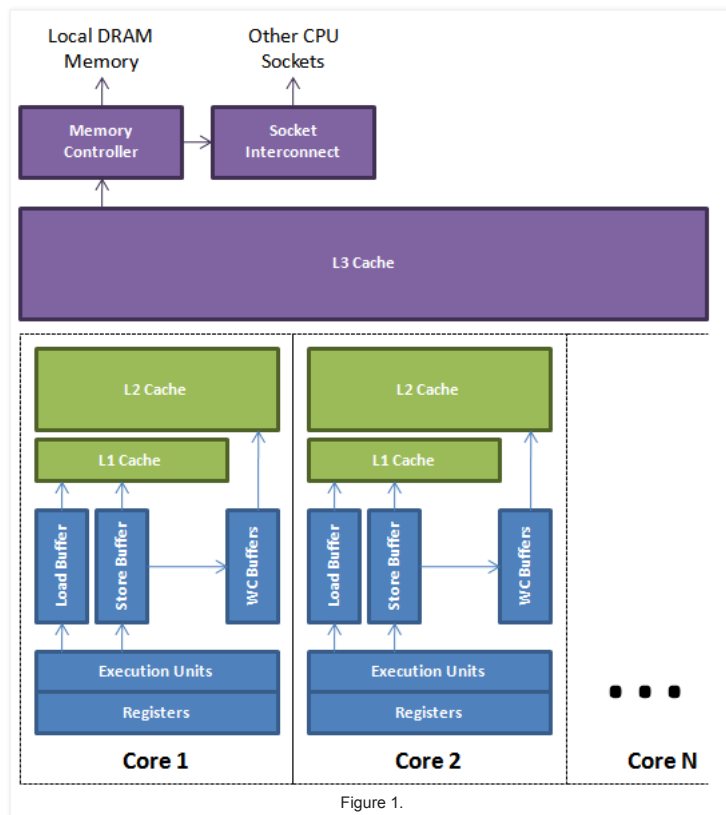 Local DRAM
Memory
Other CPU
Sockets
Memory
Controller
Socket
Interconnect
L3 Cache
L2 Cache
L1 Cache
Load Buffer
Store Buffer
WC Buffers
Execution Units
Registers
Core 1
L2 Cache
L1 Cache
Load Buffer
Store Buffer
WC Buffers
Execution Units
Registers
Core 2
...
Core N
Figure 1.